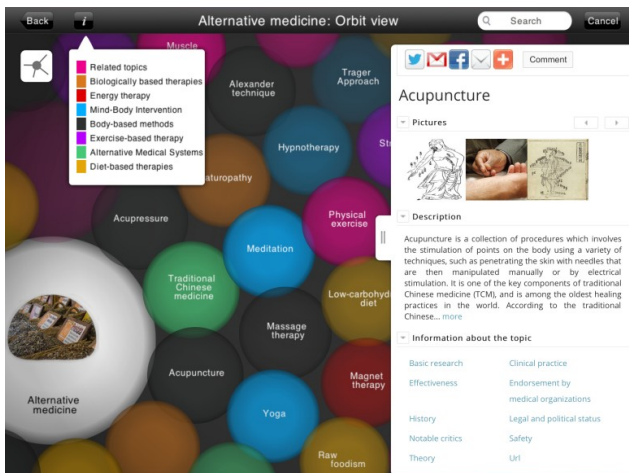 Back
i
Alternative medicine: Orbit view
Search
Cancel
Related topics
Biologically based therapies
Energy therapy
Mind-Body Intervention
Body-based methods
Exercise-based therapy
Alternative Medical Systems
Diet-based therapies
Muscle
Alexander
technique
Trager
Approach
Hypnotherapy
aturopathy
Acupressure
Physical
exercise
Meditation
Traditional
Chinese
medicine
Low-carbohyd
diet
Massage
therapy
Acupuncture
Magnet
therapy
Alternative
medicine
Yoga
Raw
foodism
Comment
Acupuncture
Pictures
Description
Acupuncture is a collection of procedures which involves
the stimulation of points on the body using a variety of
techniques, such as penetrating the skin with needles that
are then manipulated manually or by electrical
stimulation. It is one of the key components of traditional
Chinese medicine (TCM), and is among the oldest healing
practices in the world. According to the traditional
Chinese... more
Information about the topic
Basic research
Clinical practice
Effectiveness
Endorsement by
medical organizations
History
Legal and political status
Notable critics
Safety
Theory
Url